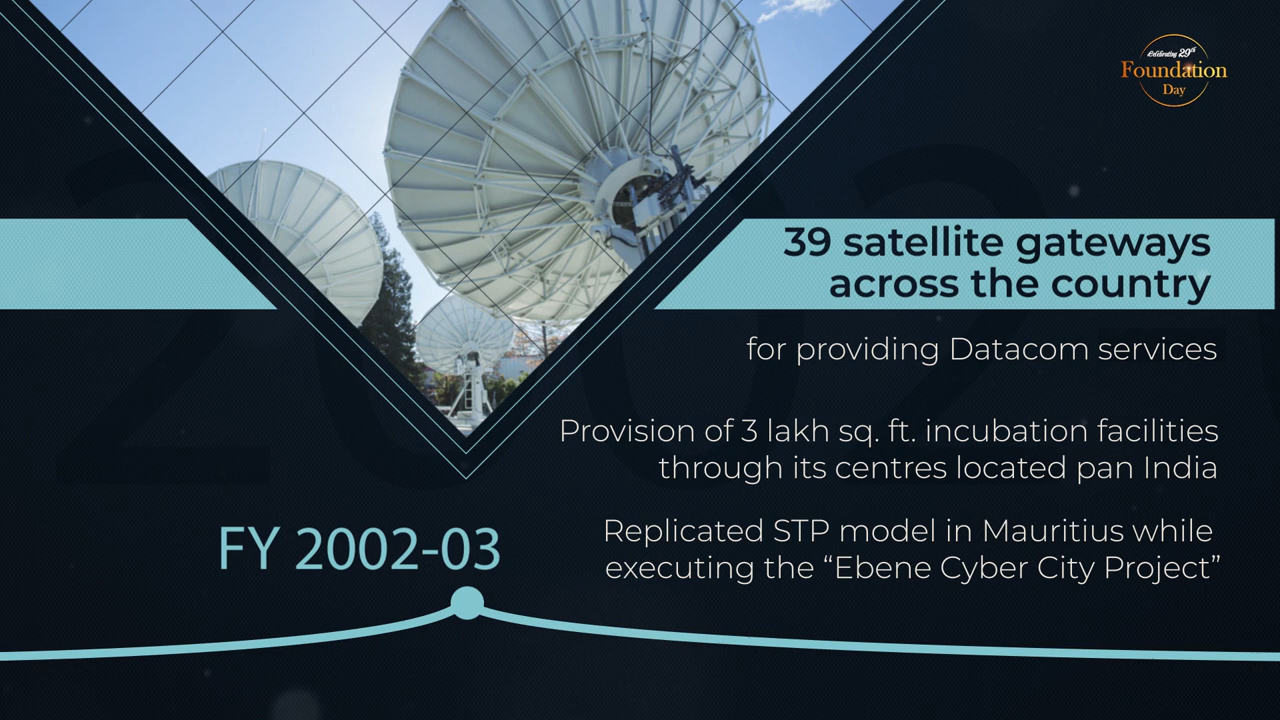 Celebrating 29th
Foundation
Day
39 satellite gateways
across the country
for providing Datacom services
Provision of 3 lakh sq. ft. incubation facilities
through its centres located pan India
Replicated STP model in Mauritius while
executing the “Ebene Cyber City Project”
FY 2002-03
2002-